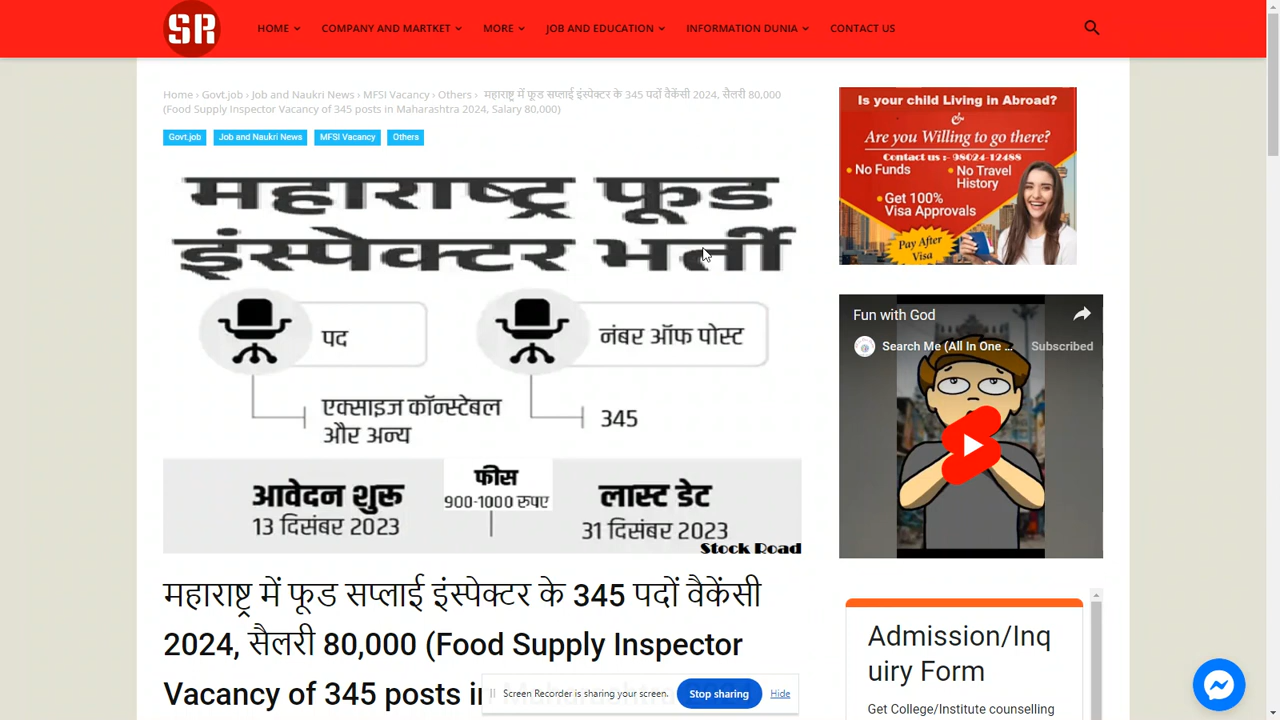 SR
HOME
COMPANY AND MARTKET
MORE
JOB AND EDUCATION
INFORMATION DUNIA
CONTACT US
Home › Govt.job › Job and Naukri News › MFSI Vacancy › Others › महाराष्ट्र में फूड सप्लाई इंस्पेक्टर के 345 पदों वैकेंसी 2024, सैलरी 80,000
(Food Supply Inspector Vacancy of 345 posts in Maharashtra 2024, Salary 80,000)
Govt.job
Job and Naukri News
MFSI Vacancy
Others
महाराष्ट्र फूड
इंस्पेक्टर भर्ती
पद
नंबर ऑफ पोस्ट
एक्साइज कॉन्स्टेबल
और अन्य
345
आवेदन शुरू
13 दिसंबर 2023
फीस
900-1000 रुपए
लास्ट डेट
31 दिसंबर 2023
Stock Road
महाराष्ट्र में फूड सप्लाई इंस्पेक्टर के 345 पदों वैकेंसी
2024, सैलरी 80,000 (Food Supply Inspector
Vacancy of 345 posts in
Is your child Living in Abroad?
&
Are you Willing to go there?
Contact us :- 98024-12488
No Funds
No Travel
History
Get 100%
Visa Approvals
Pay After
Visa
Fun with God
Search Me (All In One ...
Subscribed
Admission/Inq
uiry Form
Get College/Institute counselling
Screen Recorder is sharing your screen.
Stop sharing
Hide